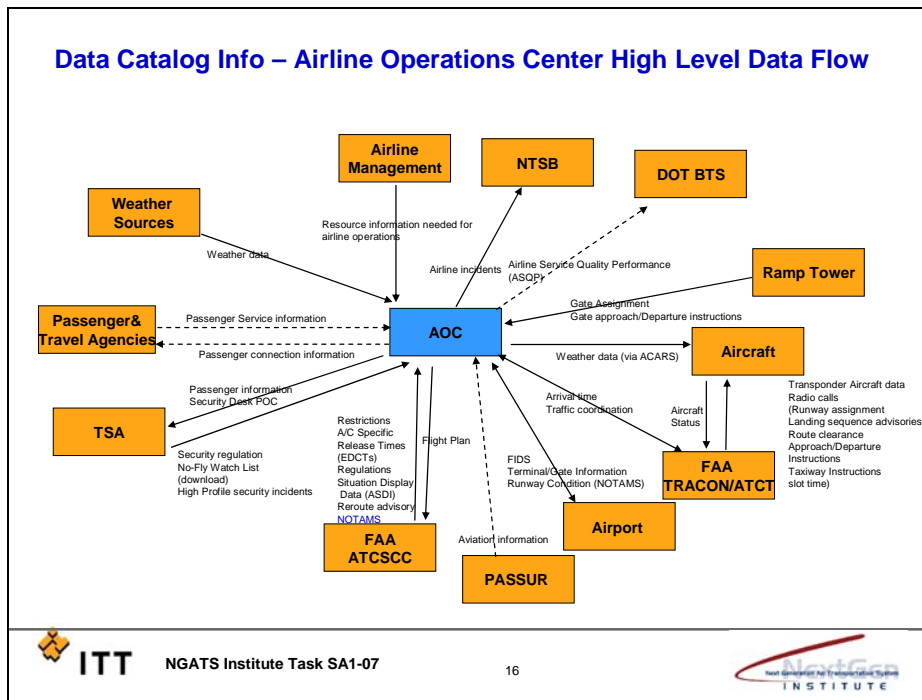 Data Catalog Info – Airline Operations Center High Level Data Flow
Airline
Management
NTSB
DOT BTS
Weather
Sources
Resource information needed for
airline operations
Weather data
Airline incidents
Airline Service Quality Performance
(ASQP)
Ramp Tower
Gate Assignment
Gate approach/Departure instructions
Passenger&
Travel Agencies
Passenger Service information
Passenger connection information
AOC
Weather data (via ACARS)
Aircraft
Passenger information
Security Desk POC
TSA
Security regulation
No-Fly Watch List
(download)
High Profile security incidents
Restrictions
A/C Specific
Release Times
(EDCTs)
Regulations
Situation Display
Data (ASDI)
Reroute advisory
NOTAMS
Flight Plan
FAA
ATCSCC
Arrival time
Traffic coordination
Aircraft
Status
Transponder Aircraft data
Radio calls
(Runway assignment
Landing sequence advisories
Route clearance
Approach/Departure
Instructions
Taxiway Instructions
slot time)
FAA
TRACON/ATCT
FIDS
Terminal/Gate Information
Runway Condition (NOTAMS)
Airport
Aviation information
PASSUR
ITT
NGATS Institute Task SA1-07
16
NextGen
Next Generation Air Transportation System
INSTITUTE